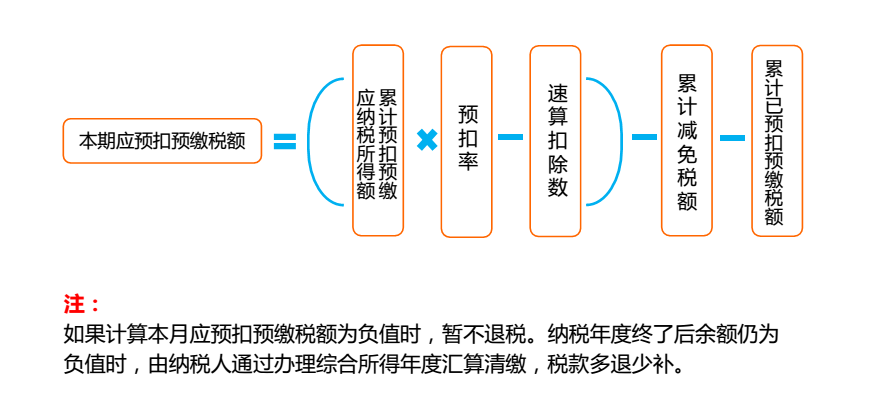 本期应预扣预缴税额
=
(
累计预扣预缴
应纳税所得额
×
预扣率
—
速算扣除数
)
—
累计减免税额
—
累计已预扣预缴税额
注：
如果计算本月应预扣预缴税额为负值时，暂不退税。纳税年度终了后余额仍为
负值时，由纳税人通过办理综合所得年度汇算清缴，税款多退少补。